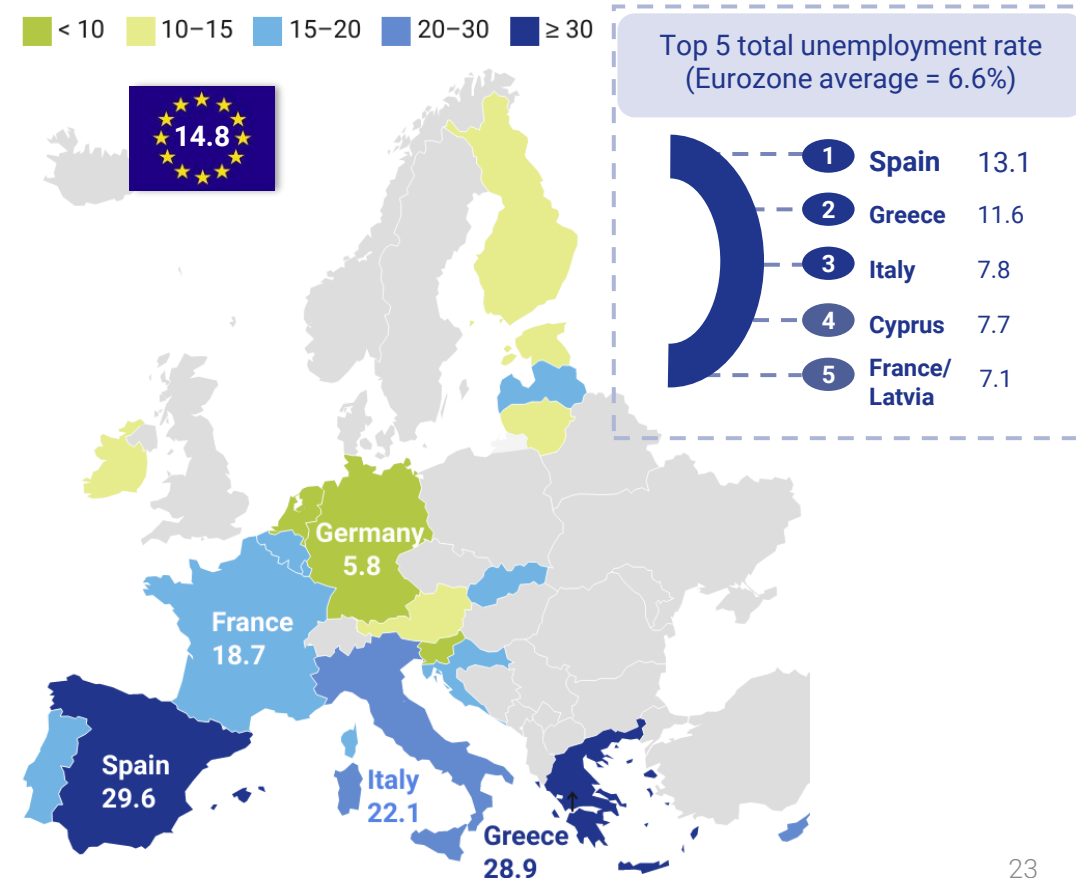 < 10
10–15
15–20
20–30
≥ 30
14.8
Top 5 total unemployment rate
(Eurozone average = 6.6%)
1 Spain 13.1
2 Greece 11.6
3 Italy 7.8
4 Cyprus 7.7
5 France/
Latvia 7.1
Germany
5.8
France
18.7
Spain
29.6
Italy
22.1
Greece
28.9
23